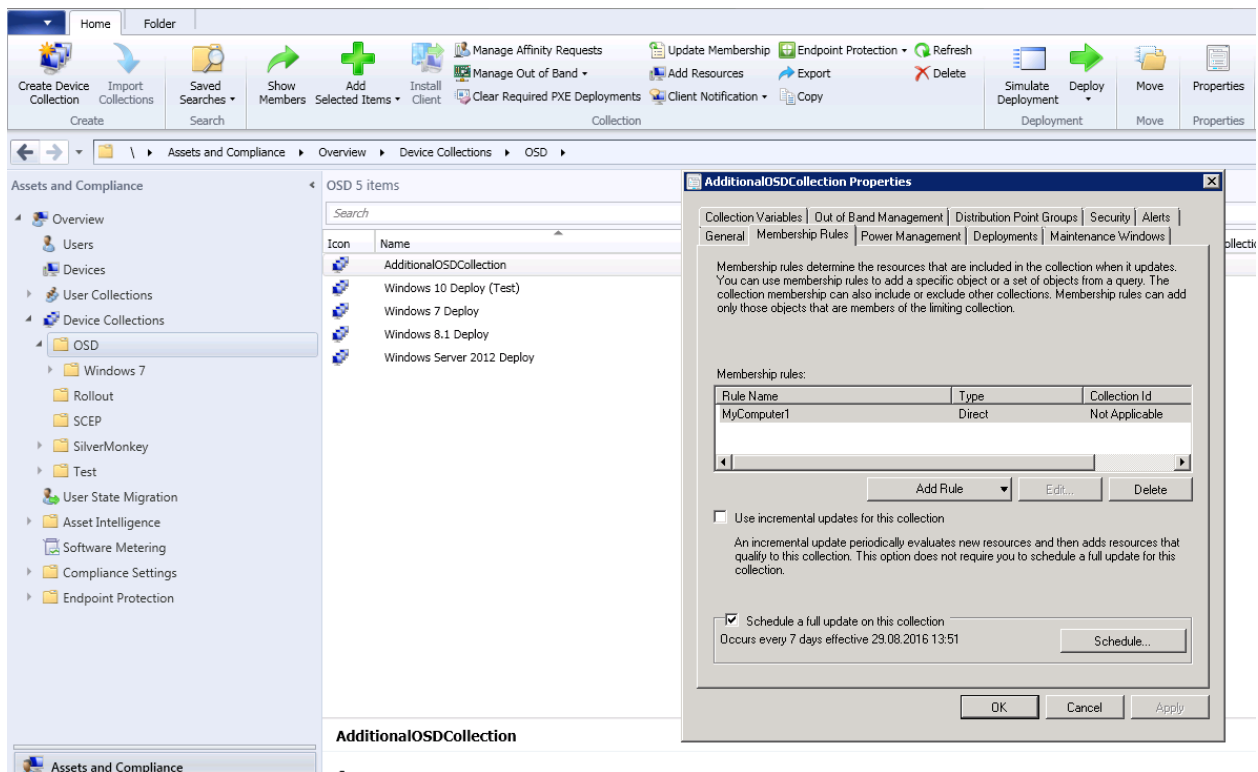 Home Folder
Create Device Collection
Import Collections
Saved Searches
Show Members
Add Selected Items
Install Client
Manage Affinity Requests
Manage Out of Band
Clear Required PXE Deployments
Update Membership
Add Resources
Client Notification
Endpoint Protection
Export
Copy
Refresh
Delete
Simulate Deployment
Deploy
Move
Properties
Create Search Collection Deployment Move Properties
\ Assets and Compliance Overview Device Collections OSD
Assets and Compliance
Overview
Users
Devices
User Collections
Device Collections
OSD
Windows 7
Rollout
SCEP
SilverMonkey
Test
User State Migration
Asset Intelligence
Software Metering
Compliance Settings
Endpoint Protection
Assets and Compliance
OSD 5 items
Search
Icon Name
AdditionalOSDCollection
Windows 10 Deploy (Test)
Windows 7 Deploy
Windows 8.1 Deploy
Windows Server 2012 Deploy
AdditionalOSDCollection
AdditionalOSDCollection Properties
Collection Variables Out of Band Management Distribution Point Groups Security Alerts
General Membership Rules Power Management Deployments Maintenance Windows
Membership rules determine the resources that are included in the collection when it updates.
You can use membership rules to add a specific object or a set of objects from a query. The
collection membership can also include or exclude other collections. Membership rules can add
only those objects that are members of the limiting collection.
Membership rules:
Rule Name Type Collection Id
MyComputer1 Direct Not Applicable
Add Rule Edit... Delete
Use incremental updates for this collection
An incremental update periodically evaluates new resources and then adds resources that
qualify to this collection. This option does not require you to schedule a full update for this
collection.
Schedule a full update on this collection
Occurs every 7 days effective 29.08.2016 13:51 Schedule...
OK Cancel Apply